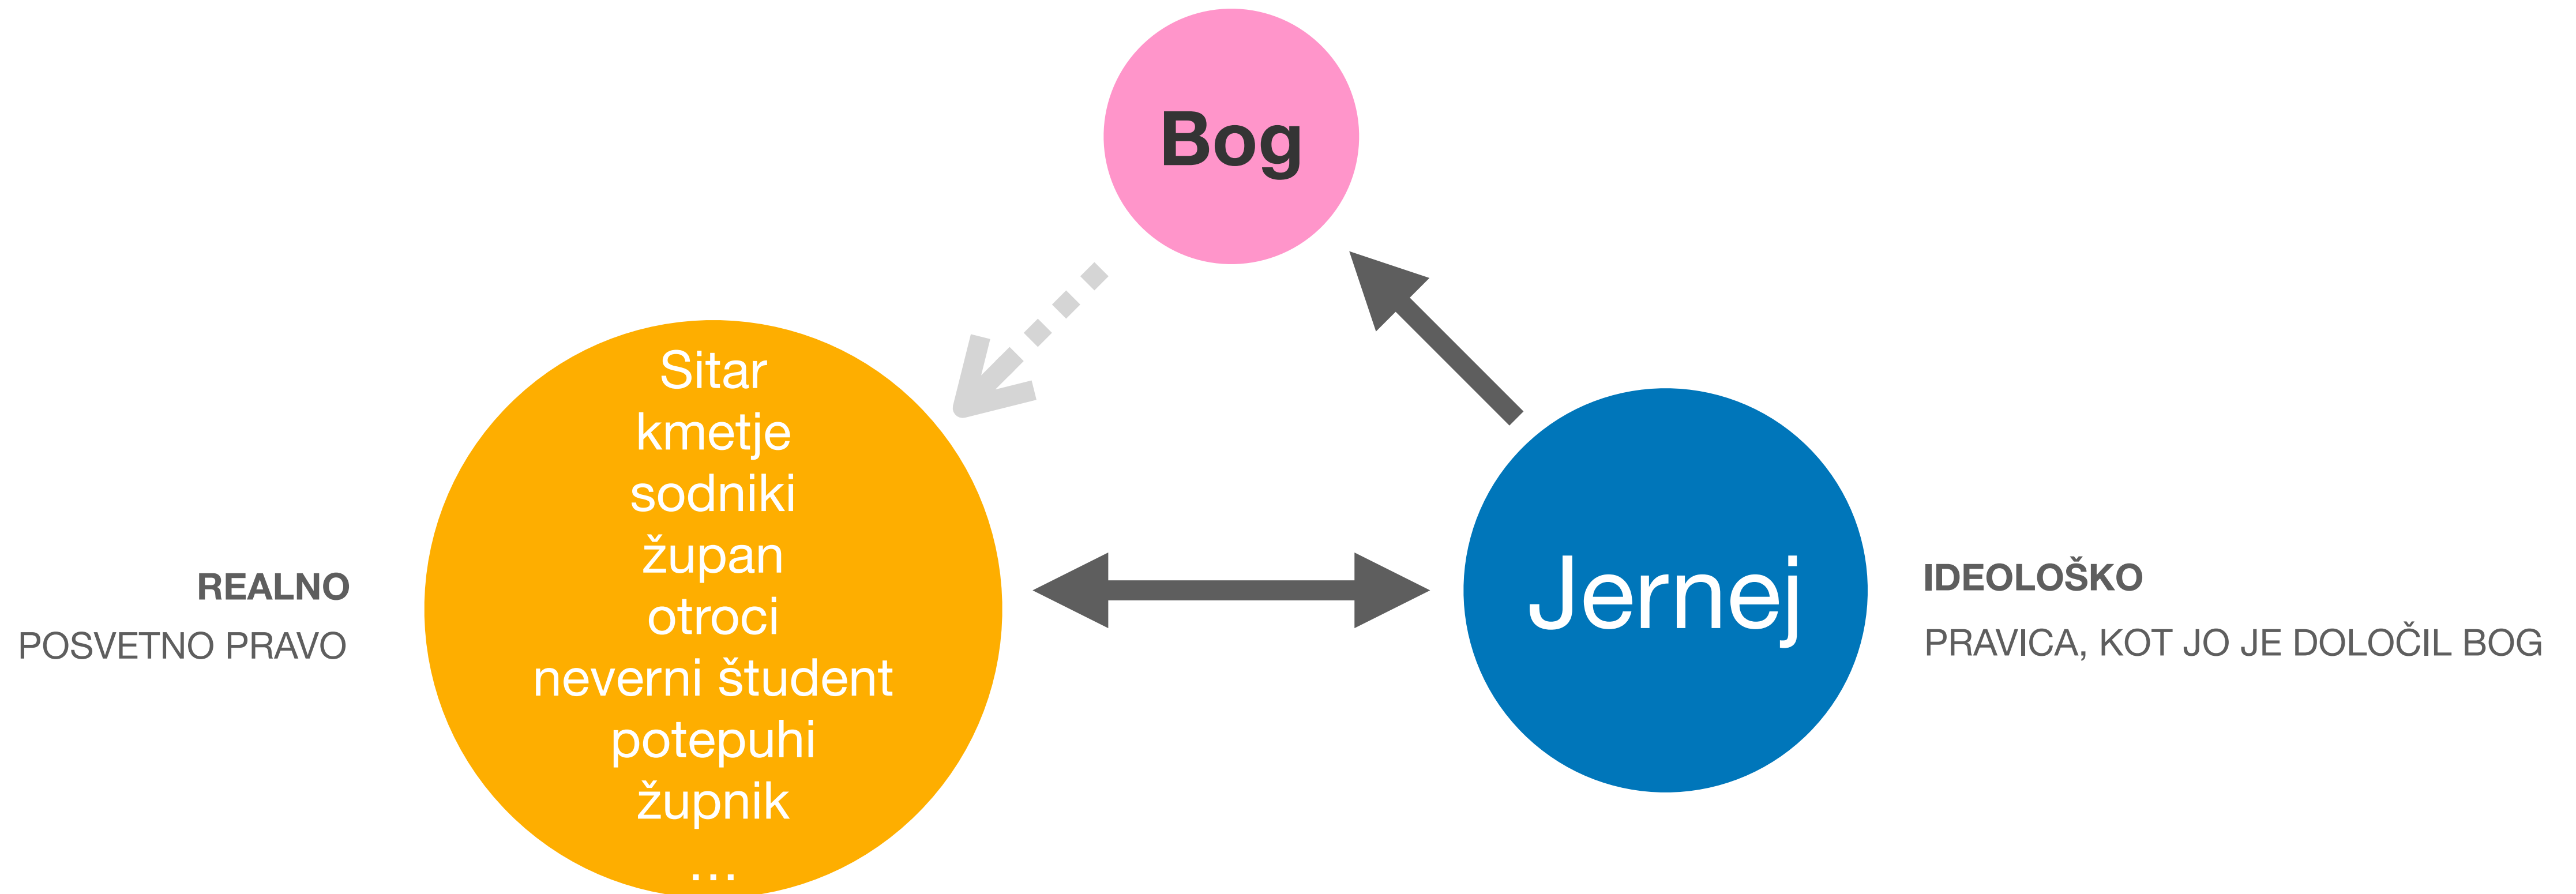 Bog
Sitar
kmetje
sodniki
župan
otroci
neverni študent
potepuhi
župnik
…
REALNO
POSVETNO PRAVO
Jernej
IDEOLOŠKO
PRAVICA, KOT JO JE DOLOČIL BOG